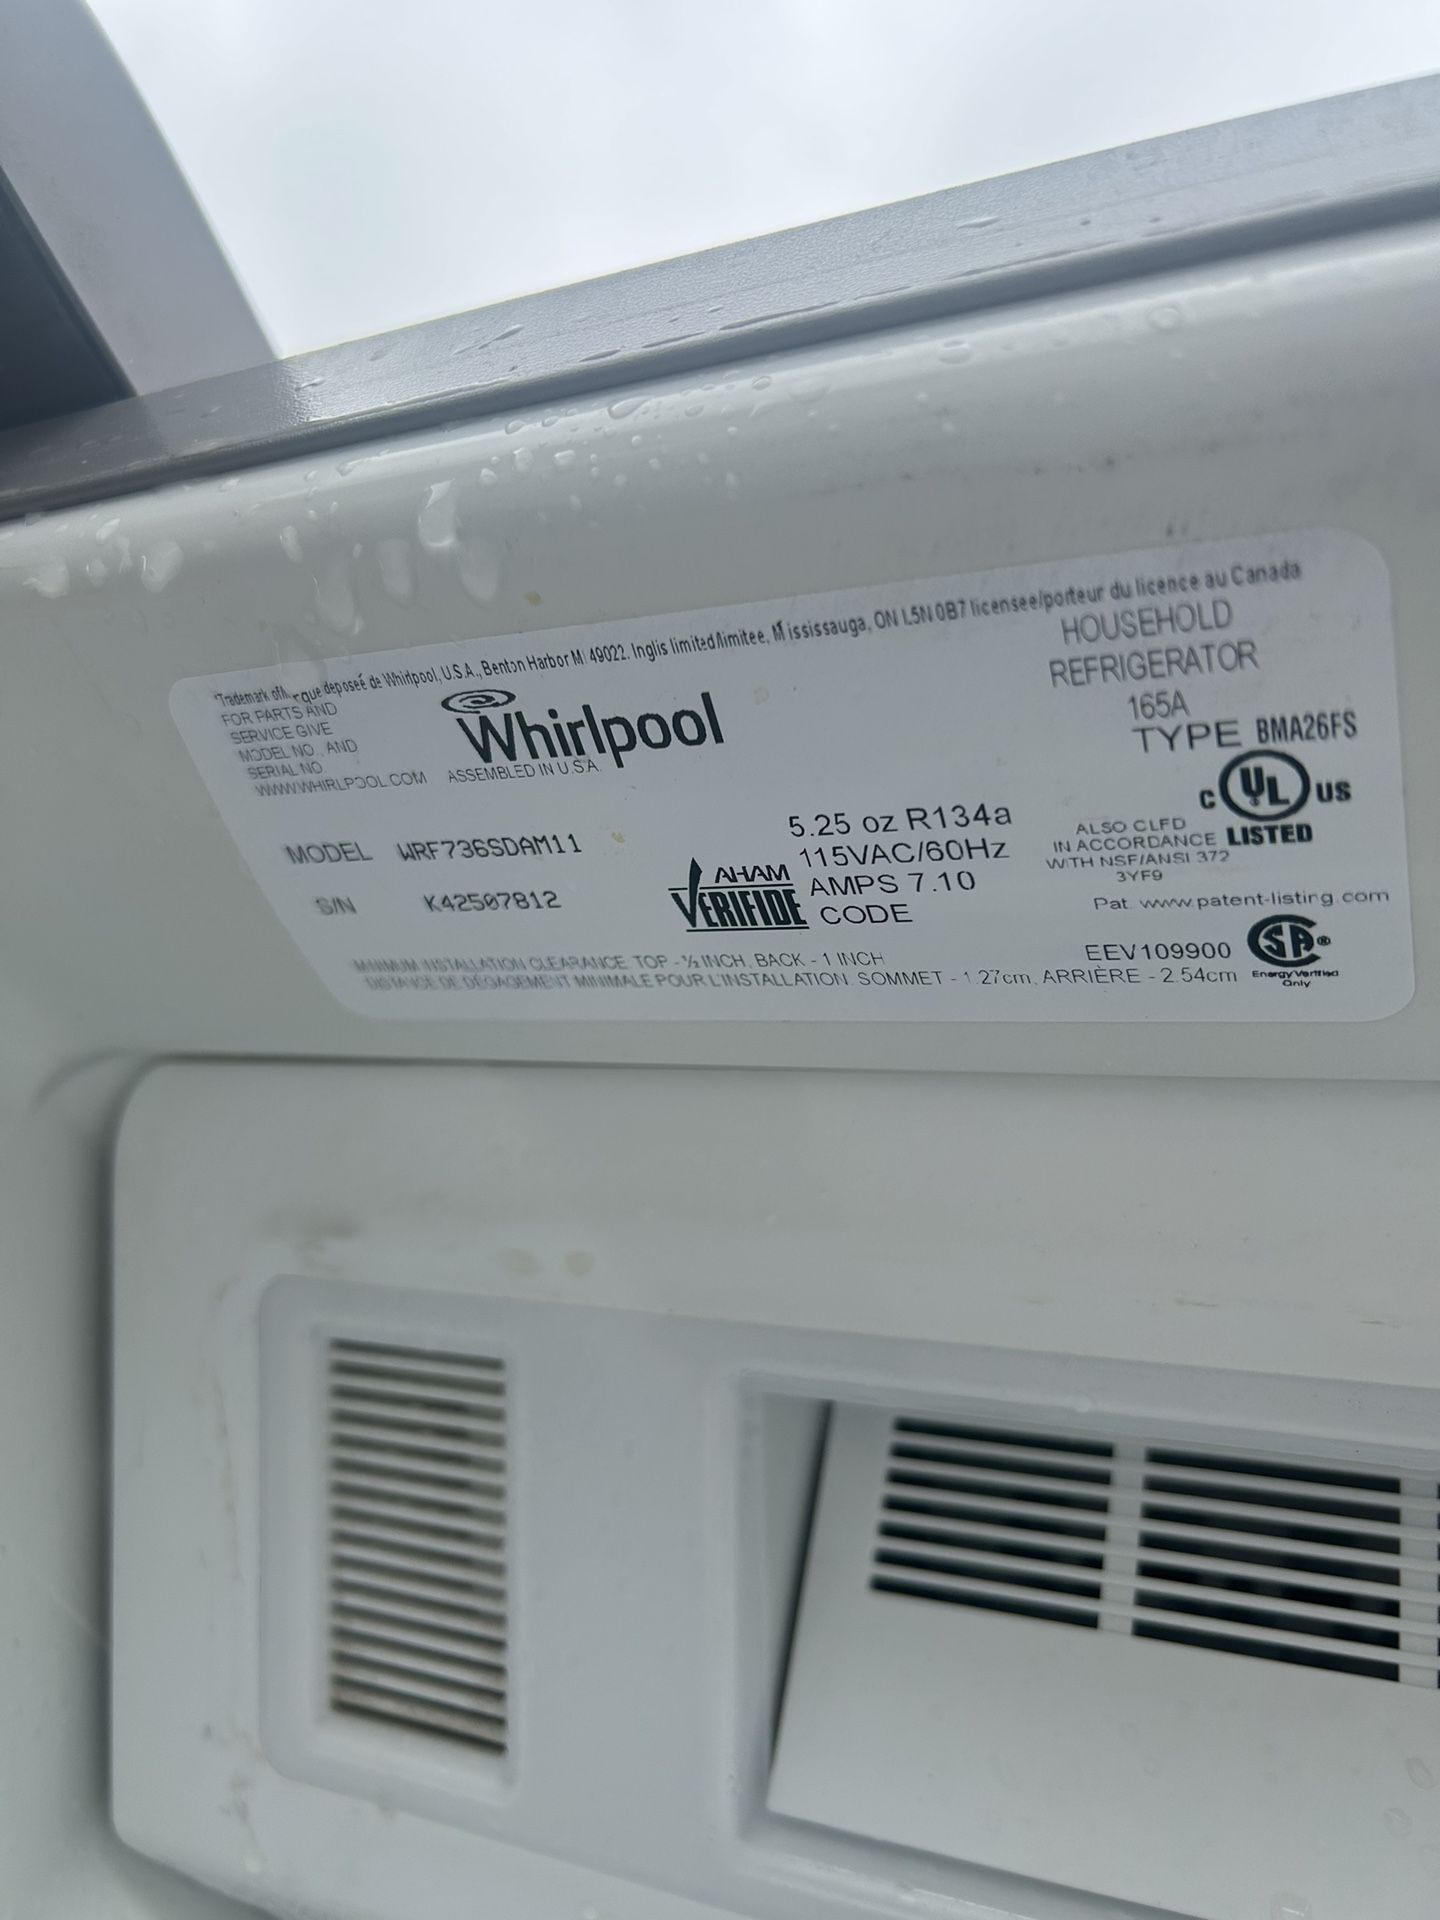 *Trademark of/Marque deposeé de Whirlpool, U.S.A., Benton Harbor MI 49022. Inglis limited/limitee, Mississauga, ON L5N 0B7 licensee/porteur du licence au Canada
FOR PARTS AND
SERVICE GIVE
MODEL NO., AND
SERIAL NO.
WWW.WHIRLPOOL.COM
Whirlpool
ASSEMBLED IN U.S.A.
HOUSEHOLD
REFRIGERATOR
165A
TYPE BMA26FS
C UL US
LISTED
MODEL WRF736SDAM11
S/N K42507812
AHAM
VERIFIDE
5.25 oz R134a
115VAC/60Hz
AMPS 7.10
CODE
ALSO CLFD
IN ACCORDANCE
WITH NSF/ANSI 372
3YF9
Pat. www.patent-listing.com
EEV109900
SA ®
Energy Verified
Only
MINIMUM INSTALLATION CLEARANCE. TOP - ½ INCH, BACK - 1 INCH
DISTANCE DE DEGAGEMENT MINIMALE POUR L'INSTALLATION. SOMMET - 1.27cm, ARRIÈRE - 2.54cm